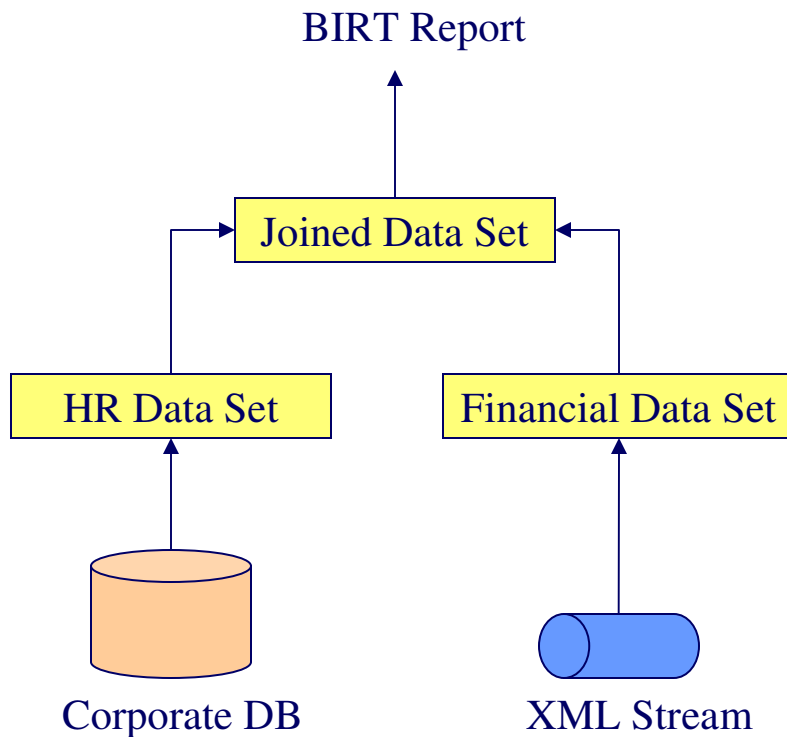 BIRT Report
Joined Data Set
HR Data Set
Financial Data Set
Corporate DB
XML Stream